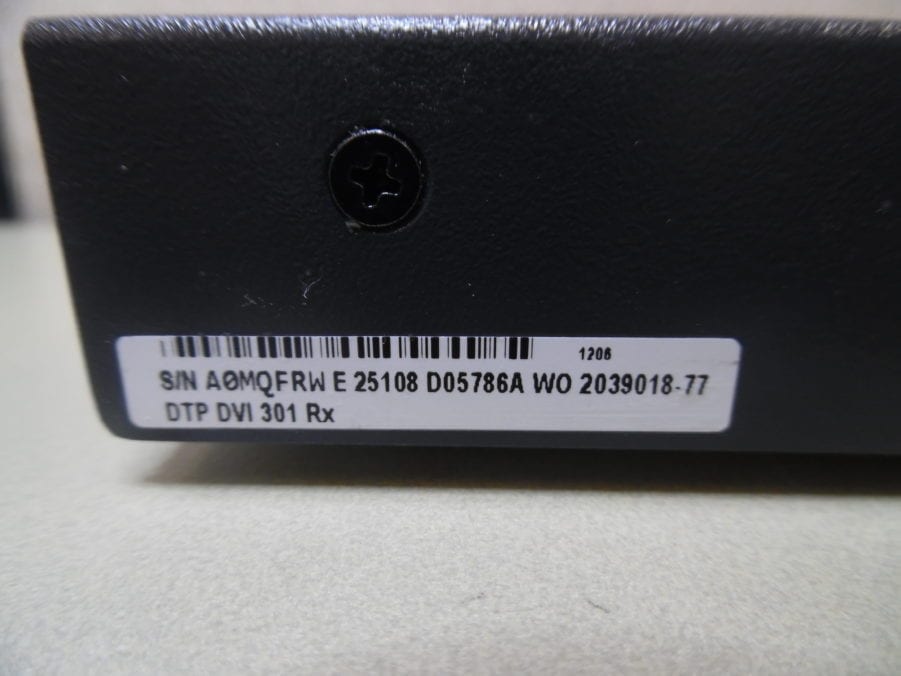 1206
S/N A0MQFRW E 25108 D05786A WO 2039018-77
DTP DVI 301 Rx